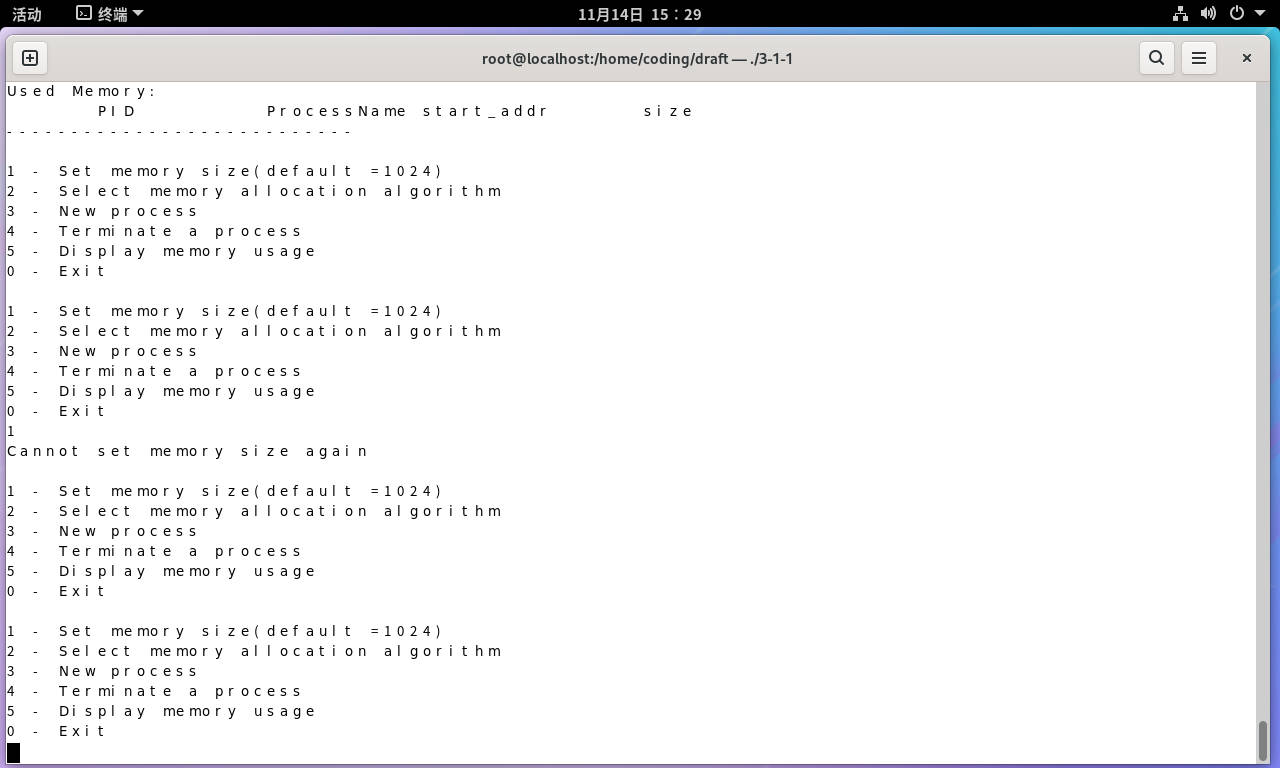 活动 终端 11月14日 15：29
root@localhost:/home/coding/draft — ./3-1-1
Used Memory:
PID ProcessName start_addr size
---------------------------
1 - Set memory size(default =1024)
2 - Select memory allocation algorithm
3 - New process
4 - Terminate a process
5 - Display memory usage
0 - Exit
1 - Set memory size(default =1024)
2 - Select memory allocation algorithm
3 - New process
4 - Terminate a process
5 - Display memory usage
0 - Exit
1
Cannot set memory size again
1 - Set memory size(default =1024)
2 - Select memory allocation algorithm
3 - New process
4 - Terminate a process
5 - Display memory usage
0 - Exit
1 - Set memory size(default =1024)
2 - Select memory allocation algorithm
3 - New process
4 - Terminate a process
5 - Display memory usage
0 - Exit